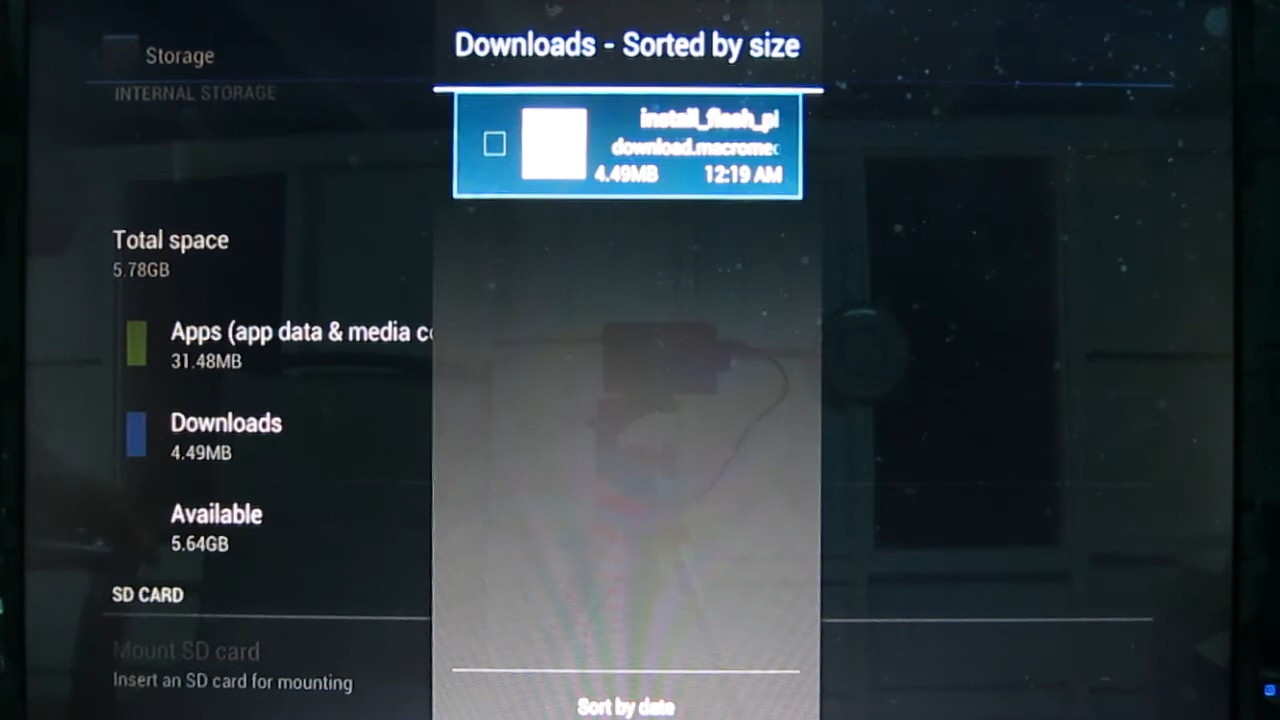 Storage
INTERNAL STORAGE
Total space
5.78GB
Apps (app data & media co
31.48MB
Downloads
4.49MB
Available
5.64GB
SD CARD
Mount SD card
Insert an SD card for mounting
Downloads - Sorted by size
install_flash_pl
download.macromed
4.49MB 12:19 AM
Sort by date